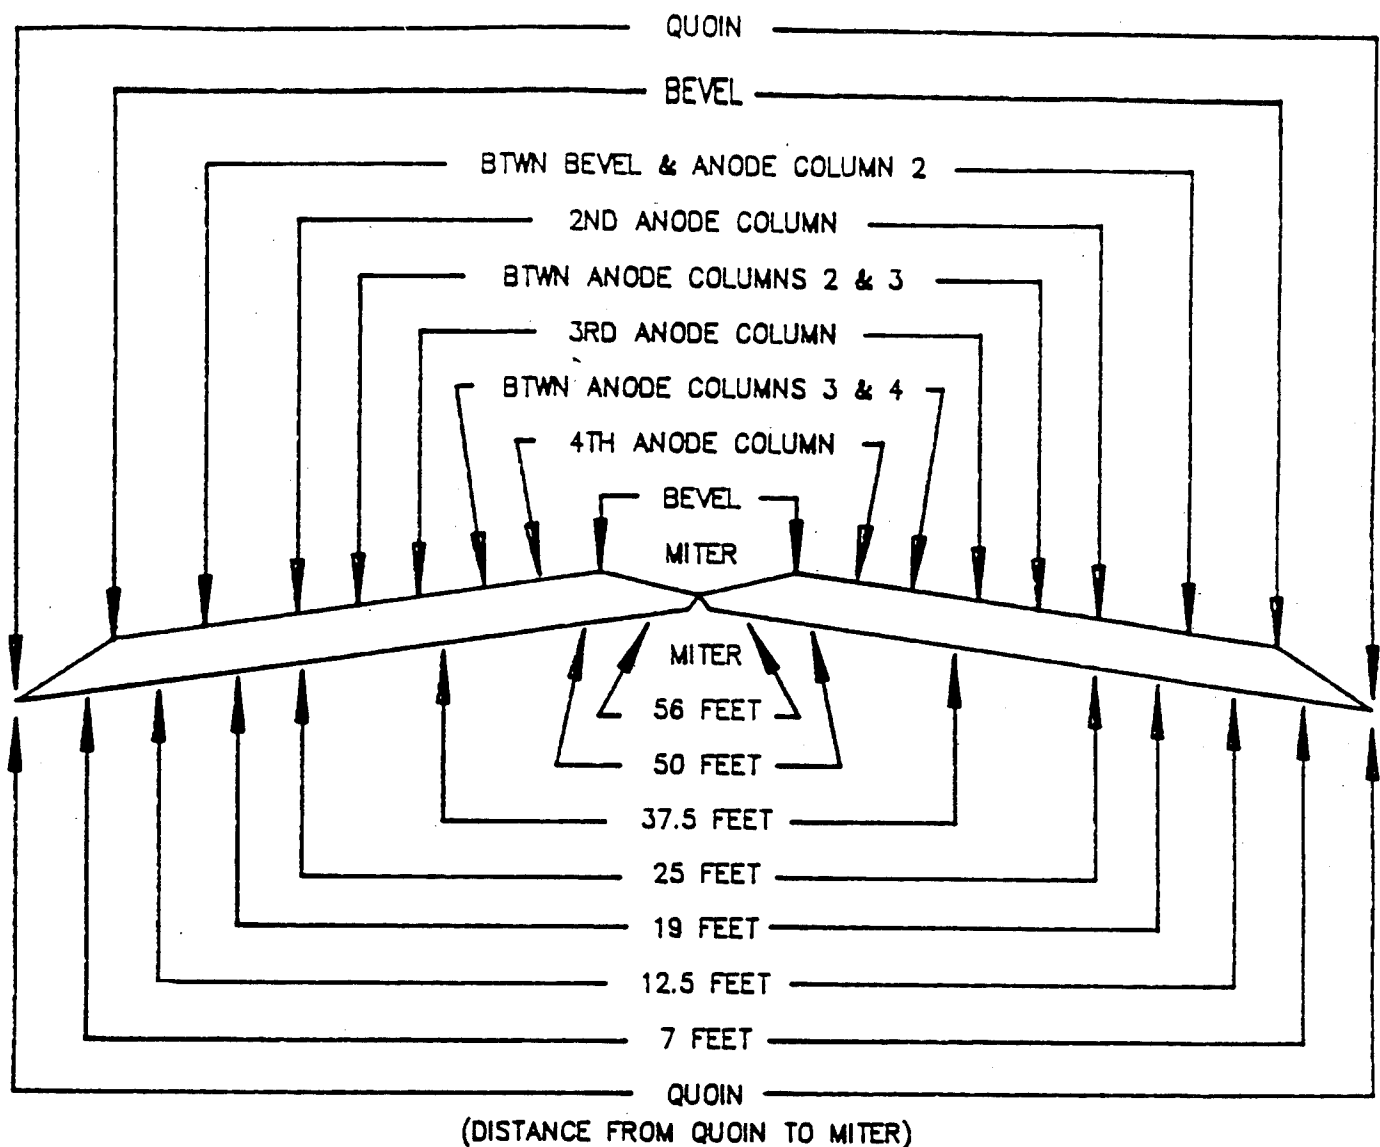 QUOIN
BEVEL
BTWN BEVEL & ANODE COLUMN 2
2ND ANODE COLUMN
BTWN ANODE COLUMNS 2 & 3
3RD ANODE COLUMN
BTWN ANODE COLUMNS 3 & 4
4TH ANODE COLUMN
BEVEL
MITER
MITER
56 FEET
50 FEET
37.5 FEET
25 FEET
19 FEET
12.5 FEET
7 FEET
QUOIN
(DISTANCE FROM QUOIN TO MITER)